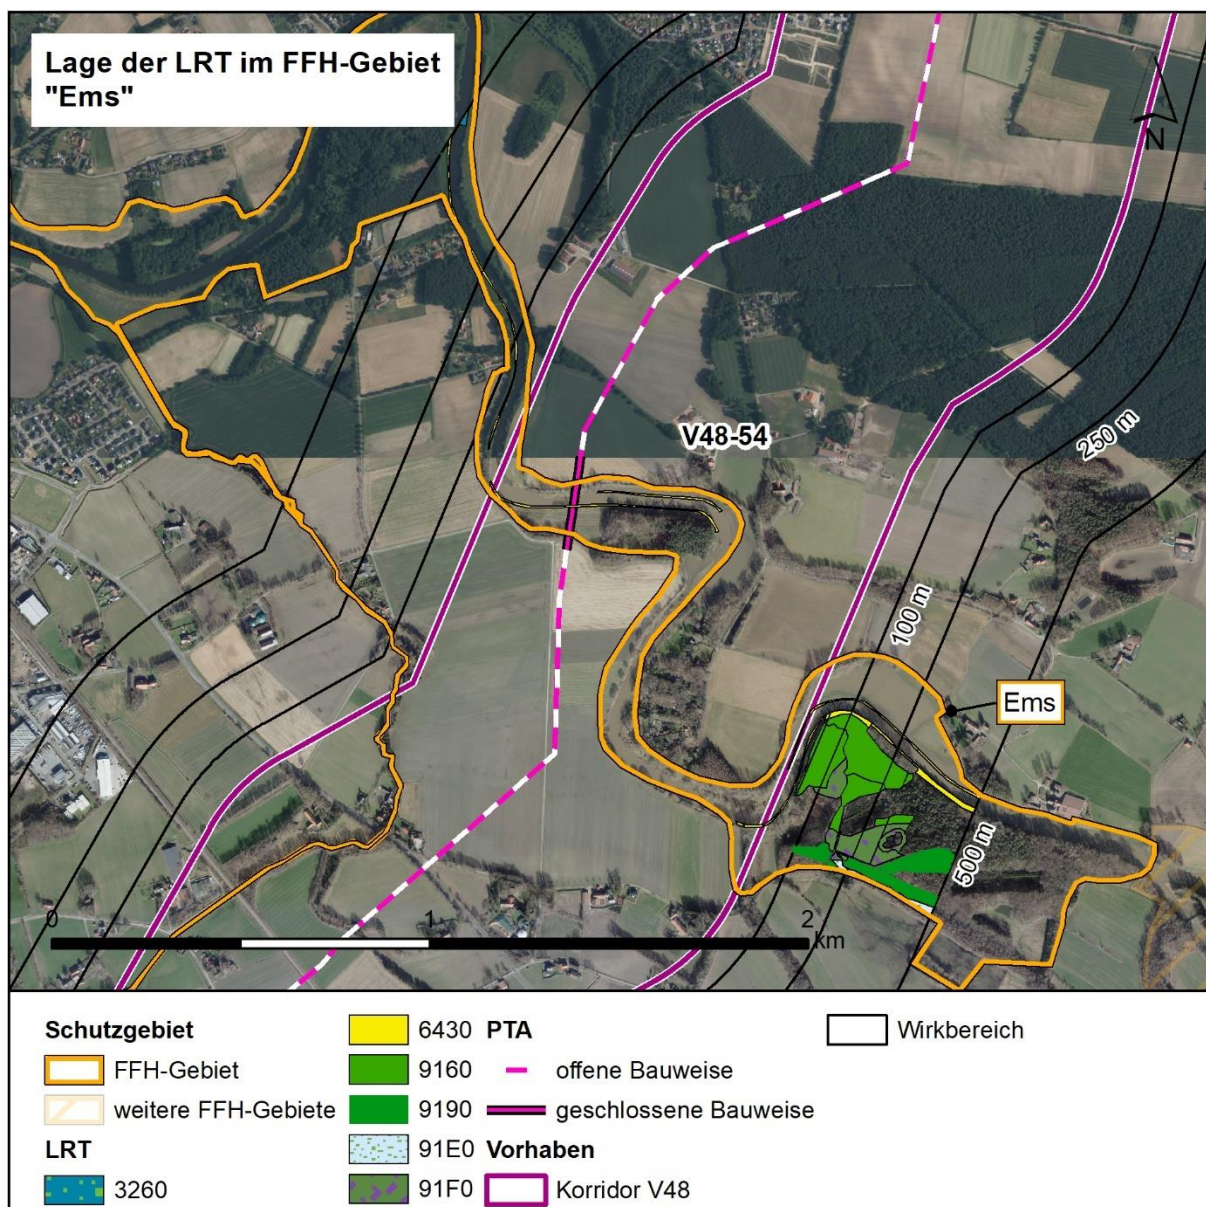 Lage der LRT im FFH-Gebiet
"Ems"
N
250 m
V48-54
100 m
Ems
500 m
0 1 2
km
Schutzgebiet
FFH-Gebiet
weitere FFH-Gebiete
LRT
3260
6430
9160
9190
91E0
91F0
PTA
offene Bauweise
geschlossene Bauweise
Vorhaben
Korridor V48
Wirkbereich